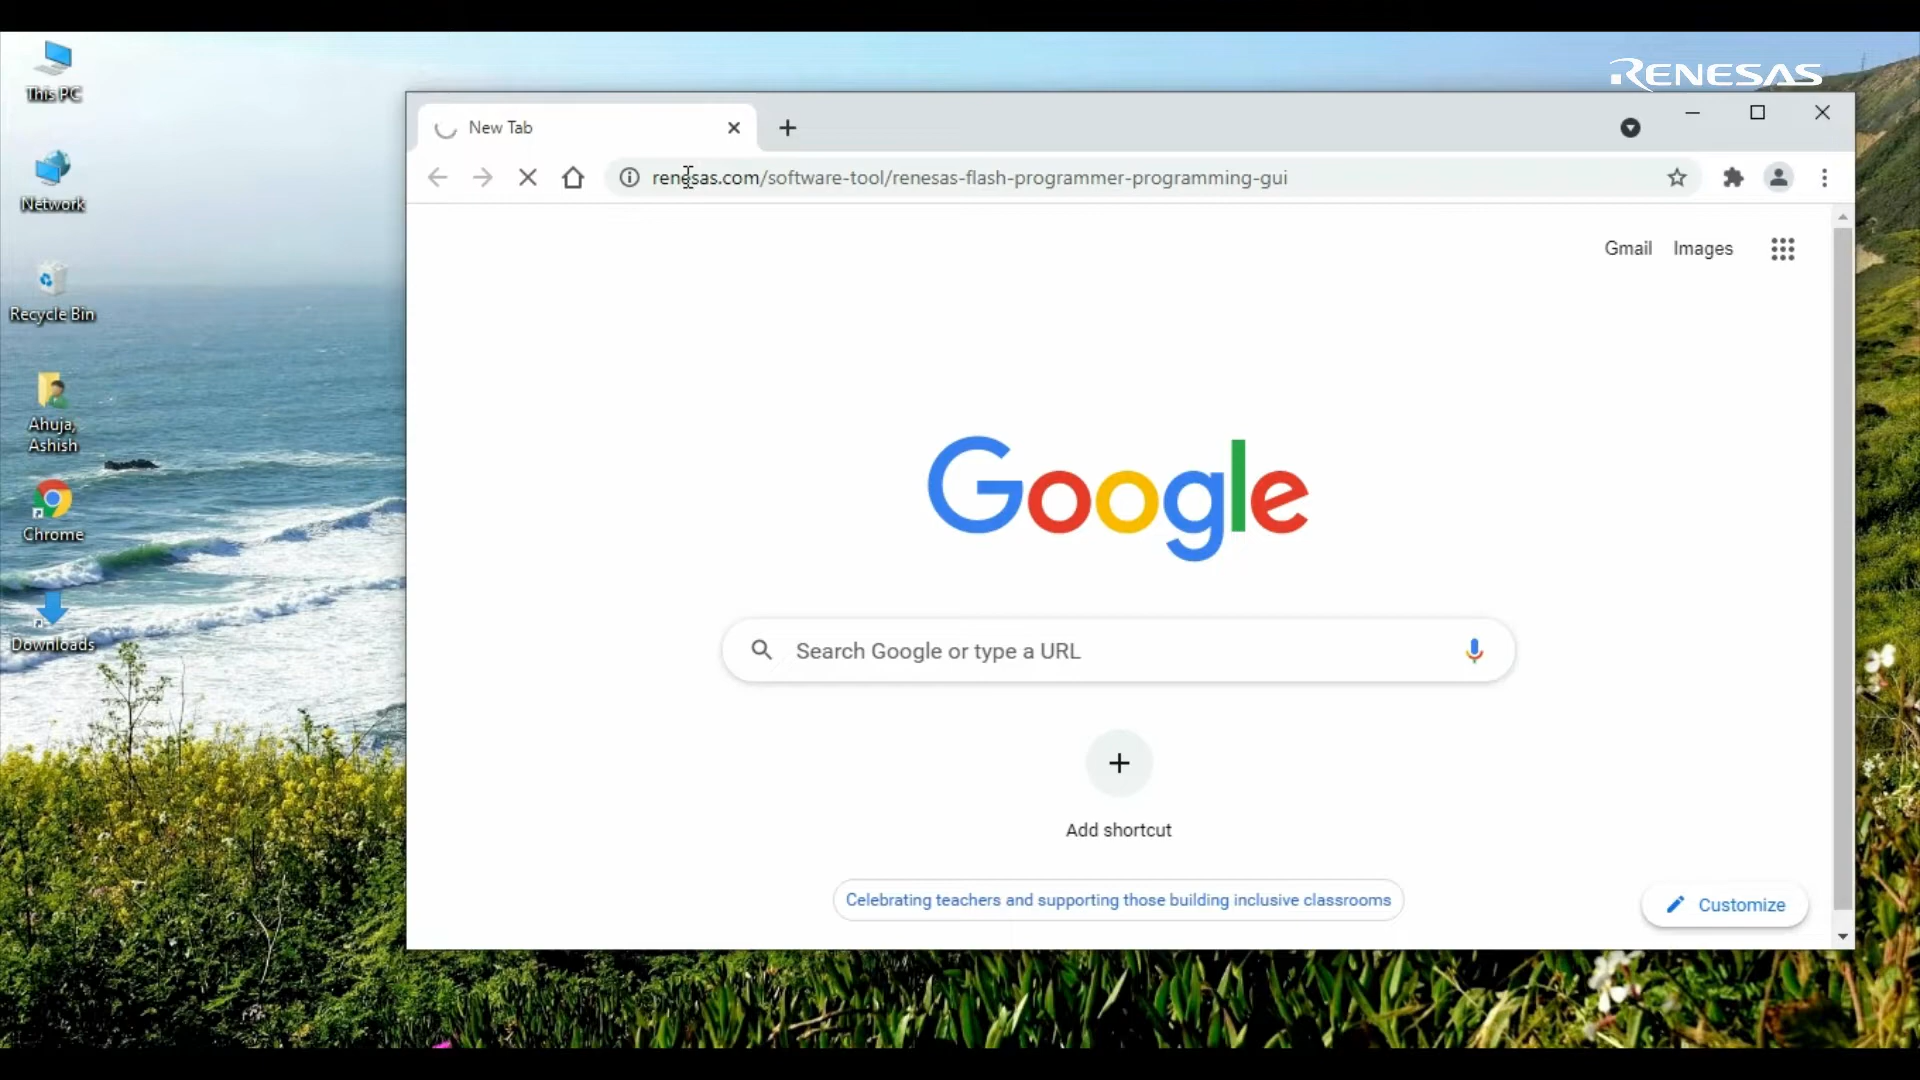 This PC
Network
Recycle Bin
Ahuja,
Ashish
Chrome
Downloads
RENESAS
New Tab
renesas.com/software-tool/renesas-flash-programmer-programming-gui
Gmail Images
Google
Search Google or type a URL
Add shortcut
Celebrating teachers and supporting those building inclusive classrooms
Customize